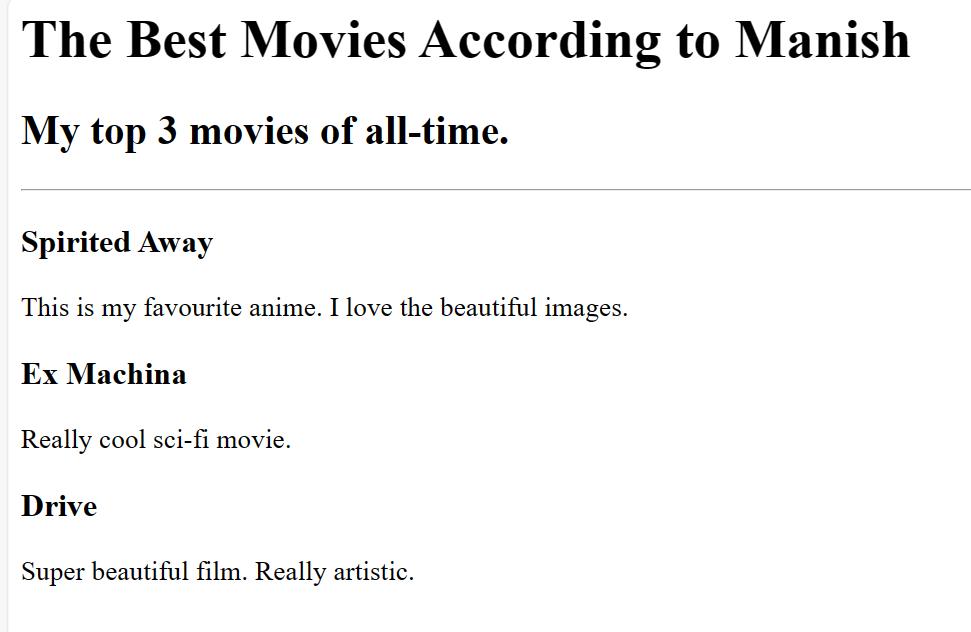 The Best Movies According to Manish
My top 3 movies of all-time.
Spirited Away
This is my favourite anime. I love the beautiful images.
Ex Machina
Really cool sci-fi movie.
Drive
Super beautiful film. Really artistic.